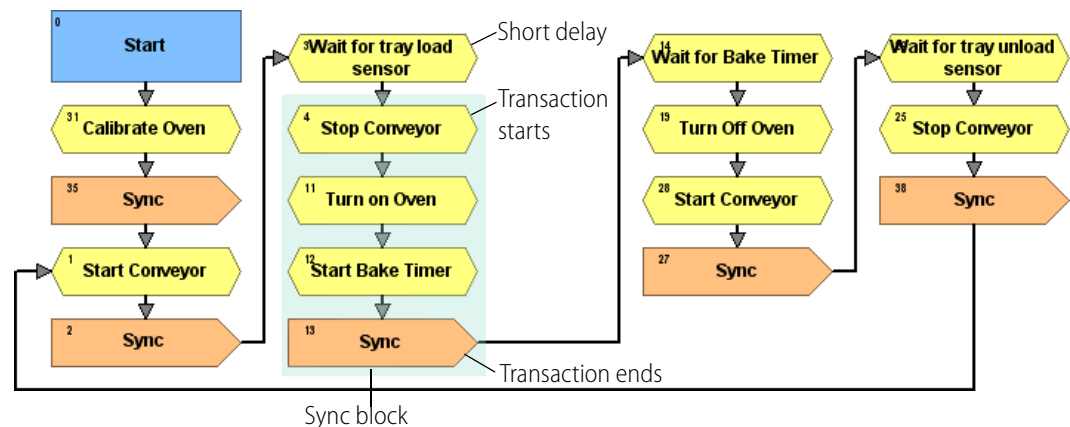 0
Start
31
Calibrate Oven
35
Sync
1
Start Conveyor
2
Sync
3
Wait for tray load
sensor
4
Stop Conveyor
11
Turn on Oven
12
Start Bake Timer
13
Sync
Short delay
Transaction
starts
Transaction ends
Sync block
14
Wait for Bake Timer
19
Turn Off Oven
28
Start Conveyor
27
Sync
Wait for tray unload
sensor
25
Stop Conveyor
38
Sync